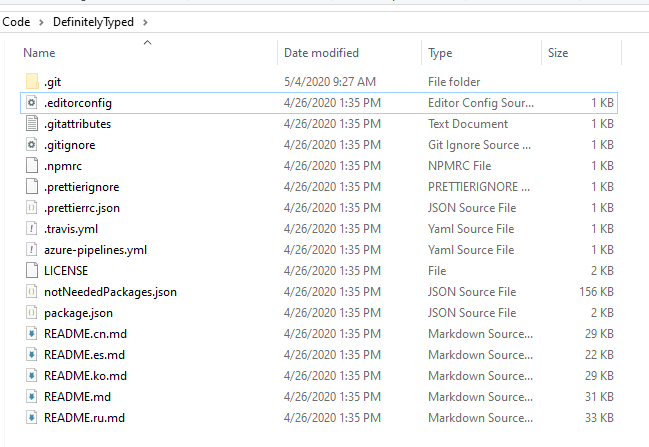 Code > DefinitelyTyped >
Name Date modified Type Size
.git 5/4/2020 9:27 AM File folder
.editorconfig 4/26/2020 1:35 PM Editor Config Sour... 1 KB
.gitattributes 4/26/2020 1:35 PM Text Document 1 KB
.gitignore 4/26/2020 1:35 PM Git Ignore Source ... 1 KB
.npmrc 4/26/2020 1:35 PM NPMRC File 1 KB
.prettierignore 4/26/2020 1:35 PM PRETTIERIGNORE ... 1 KB
.prettierrc.json 4/26/2020 1:35 PM JSON Source File 1 KB
.travis.yml 4/26/2020 1:35 PM Yaml Source File 1 KB
azure-pipelines.yml 4/26/2020 1:35 PM Yaml Source File 1 KB
LICENSE 4/26/2020 1:35 PM File 2 KB
notNeededPackages.json 4/26/2020 1:35 PM JSON Source File 156 KB
package.json 4/26/2020 1:35 PM JSON Source File 2 KB
README.cn.md 4/26/2020 1:35 PM Markdown Source... 29 KB
README.es.md 4/26/2020 1:35 PM Markdown Source... 22 KB
README.ko.md 4/26/2020 1:35 PM Markdown Source... 29 KB
README.md 4/26/2020 1:35 PM Markdown Source... 31 KB
README.ru.md 4/26/2020 1:35 PM Markdown Source... 33 KB